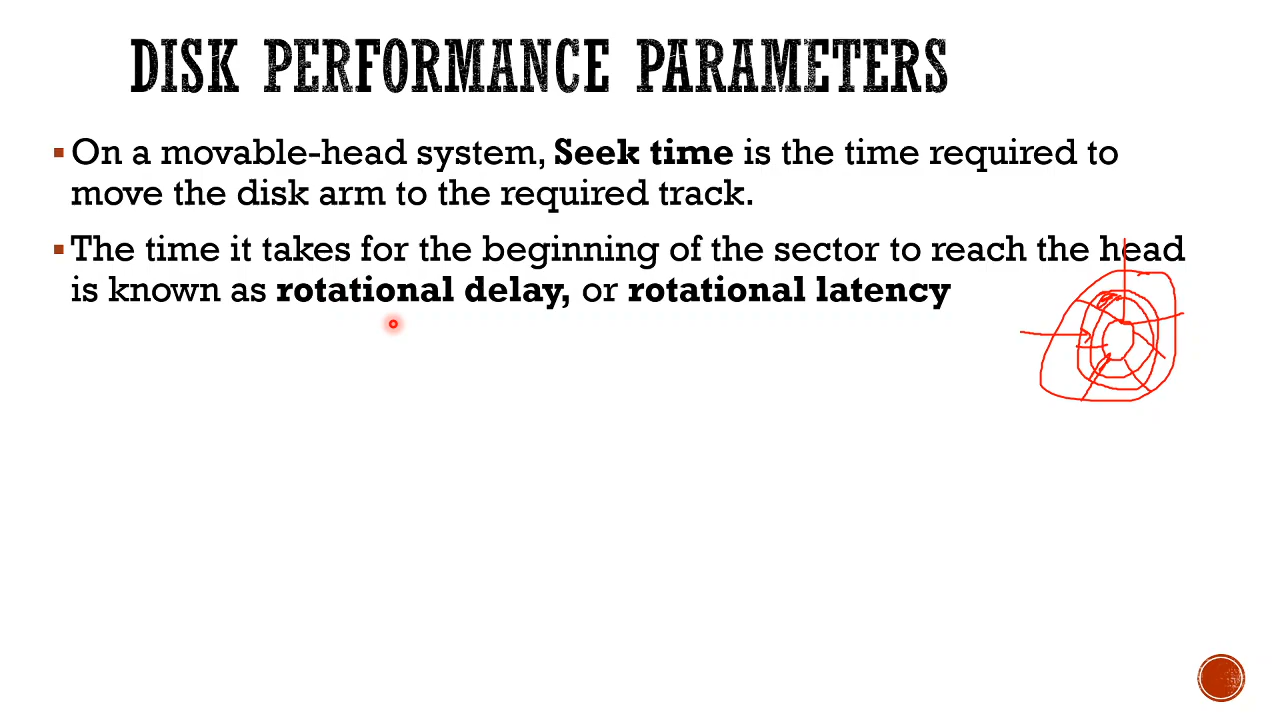 DISK PERFORMANCE PARAMETERS
▪On a movable-head system, Seek time is the time required to
move the disk arm to the required track.
▪The time it takes for the beginning of the sector to reach the head
is known as rotational delay, or rotational latency